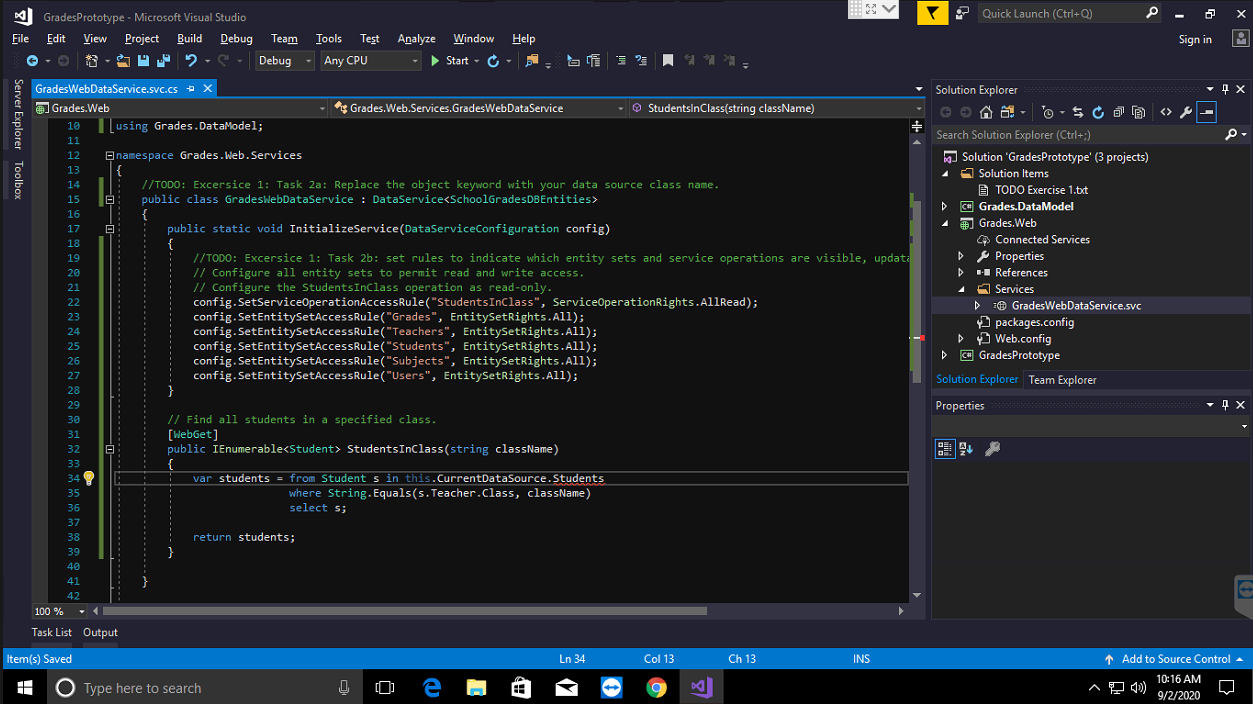 GradesPrototype - Microsoft Visual Studio
Quick Launch (Ctrl+Q)
File Edit View Project Build Debug Team Tools Test Analyze Window Help
Sign in
Debug Any CPU Start
Server Explorer
Toolbox
GradesWebDataService.svc.cs
Grades.Web Grades.Web.Services.GradesWebDataService StudentsInClass(string className)
10 using Grades.DataModel;
11
12 namespace Grades.Web.Services
13 {
14 //TODO: Excersice 1: Task 2a: Replace the object keyword with your data source class name.
15 public class GradesWebDataService : DataService<SchoolGradesDBEntities>
16 {
17 public static void InitializeService(DataServiceConfiguration config)
18 {
19 //TODO: Excersice 1: Task 2b: set rules to indicate which entity sets and service operations are visible, updata
20 // Configure all entity sets to permit read and write access.
21 // Configure the StudentsInClass operation as read-only.
22 config.SetServiceOperationAccessRule("StudentsInClass", ServiceOperationRights.AllRead);
23 config.SetEntitySetAccessRule("Grades", EntitySetRights.All);
24 config.SetEntitySetAccessRule("Teachers", EntitySetRights.All);
25 config.SetEntitySetAccessRule("Students", EntitySetRights.All);
26 config.SetEntitySetAccessRule("Subjects", EntitySetRights.All);
27 config.SetEntitySetAccessRule("Users", EntitySetRights.All);
28 }
29
30 // Find all students in a specified class.
31 [WebGet]
32 public IEnumerable<Student> StudentsInClass(string className)
33 {
34 var students = from Student s in this.CurrentDataSource.Students
35 where String.Equals(s.Teacher.Class, className)
36 select s;
37
38 return students;
39 }
40
41 }
42
100 %
Solution Explorer
Search Solution Explorer (Ctrl+;)
Solution 'GradesPrototype' (3 projects)
Solution Items
TODO Exercise 1.txt
Grades.DataModel
Grades.Web
Connected Services
Properties
References
Services
GradesWebDataService.svc
packages.config
Web.config
GradesPrototype
Solution Explorer Team Explorer
Properties
Task List Output
Item(s) Saved Ln 34 Col 13 Ch 13 INS Add to Source Control
Type here to search
10:16 AM
9/2/2020